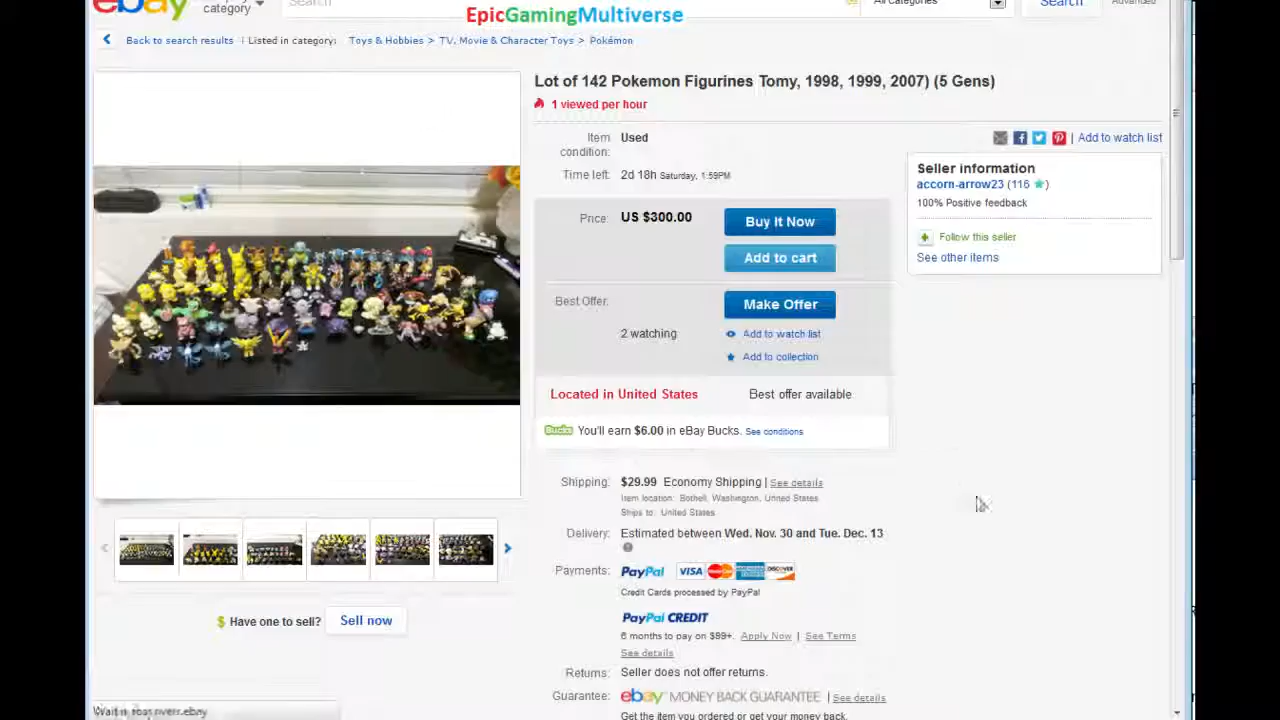 ebay
category
Search
All Categories
Search
Advanced
EpicGamingMultiverse
Back to search results | Listed in category: Toys & Hobbies > TV, Movie & Character Toys > Pokémon
Lot of 142 Pokemon Figurines Tomy, 1998, 1999, 2007) (5 Gens)
1 viewed per hour
Item condition: Used
Time left: 2d 18h Saturday, 1:59PM
Price: US $300.00
Buy It Now
Add to cart
Best Offer:
Make Offer
2 watching
Add to watch list
Add to collection
Located in United States
Best offer available
Bucks You'll earn $6.00 in eBay Bucks. See conditions
| Add to watch list
Seller information
accorn-arrow23 (116 ★)
100% Positive feedback
Follow this seller
See other items
Shipping: $29.99 Economy Shipping | See details
Item location: Bothell, Washington, United States
Ships to: United States
Delivery: Estimated between Wed. Nov. 30 and Tue. Dec. 13
Payments: PayPal VISA MasterCard AMERICAN EXPRESS DISCOVER
Credit Cards processed by PayPal
PayPal CREDIT
6 months to pay on $99+. Apply Now | See Terms
See details
Returns: Seller does not offer returns.
Guarantee: ebay MONEY BACK GUARANTEE | See details
Get the item you ordered or get your money back.
$ Have one to sell? Sell now